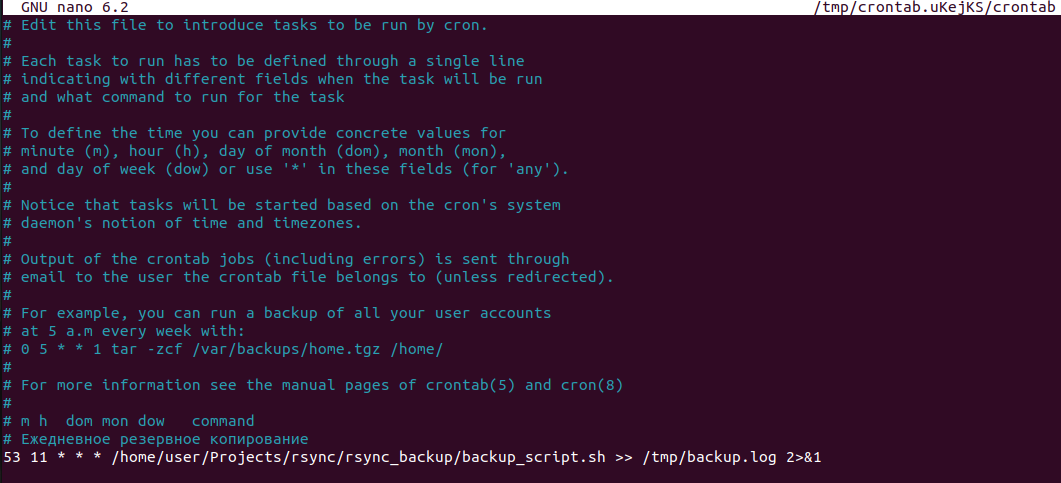 GNU nano 6.2 /tmp/crontab.uKejKS/crontab
# Edit this file to introduce tasks to be run by cron.
#
# Each task to run has to be defined through a single line
# indicating with different fields when the task will be run
# and what command to run for the task
#
# To define the time you can provide concrete values for
# minute (m), hour (h), day of month (dom), month (mon),
# and day of week (dow) or use '*' in these fields (for 'any').
#
# Notice that tasks will be started based on the cron's system
# daemon's notion of time and timezones.
#
# Output of the crontab jobs (including errors) is sent through
# email to the user the crontab file belongs to (unless redirected).
#
# For example, you can run a backup of all your user accounts
# at 5 a.m every week with:
# 0 5 * * 1 tar -zcf /var/backups/home.tgz /home/
#
# For more information see the manual pages of crontab(5) and cron(8)
#
# m h  dom mon dow   command
# Ежедневное резервное копирование
53 11 * * * /home/user/Projects/rsync/rsync_backup/backup_script.sh >> /tmp/backup.log 2>&1